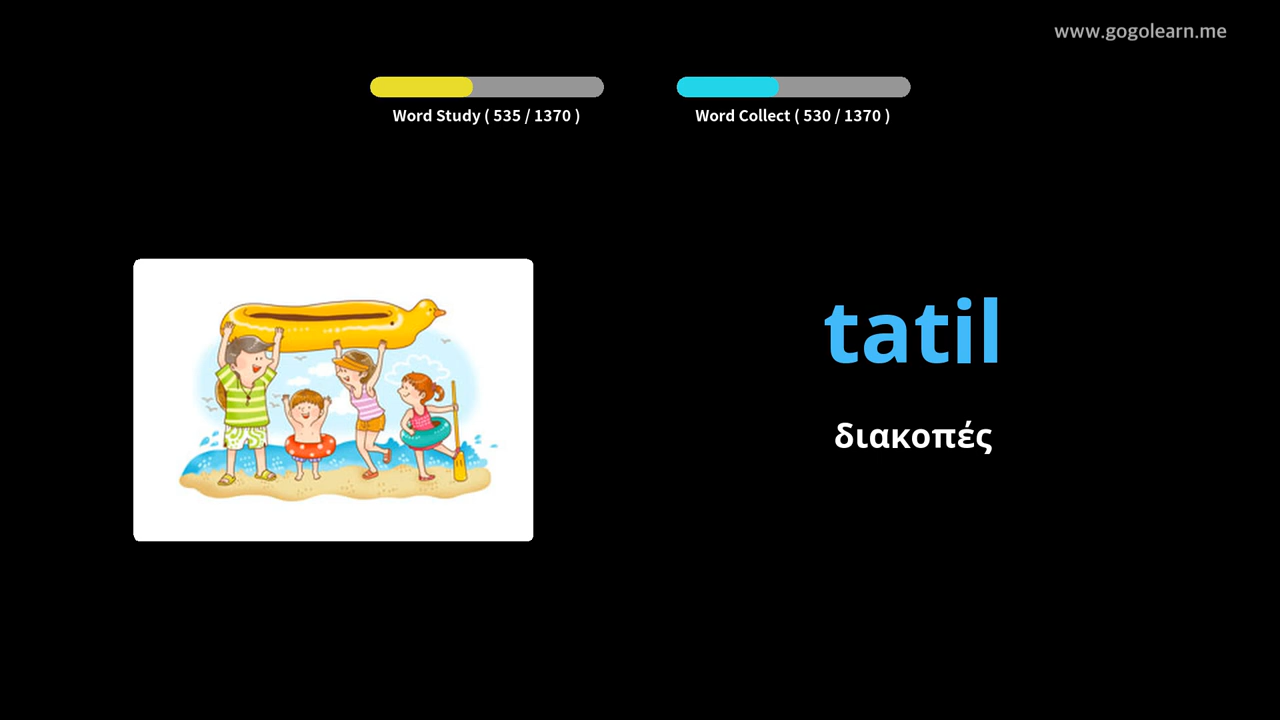 www.gogolearn.me
Word Study ( 535 / 1370 )
Word Collect ( 530 / 1370 )
tatil
διακοπές